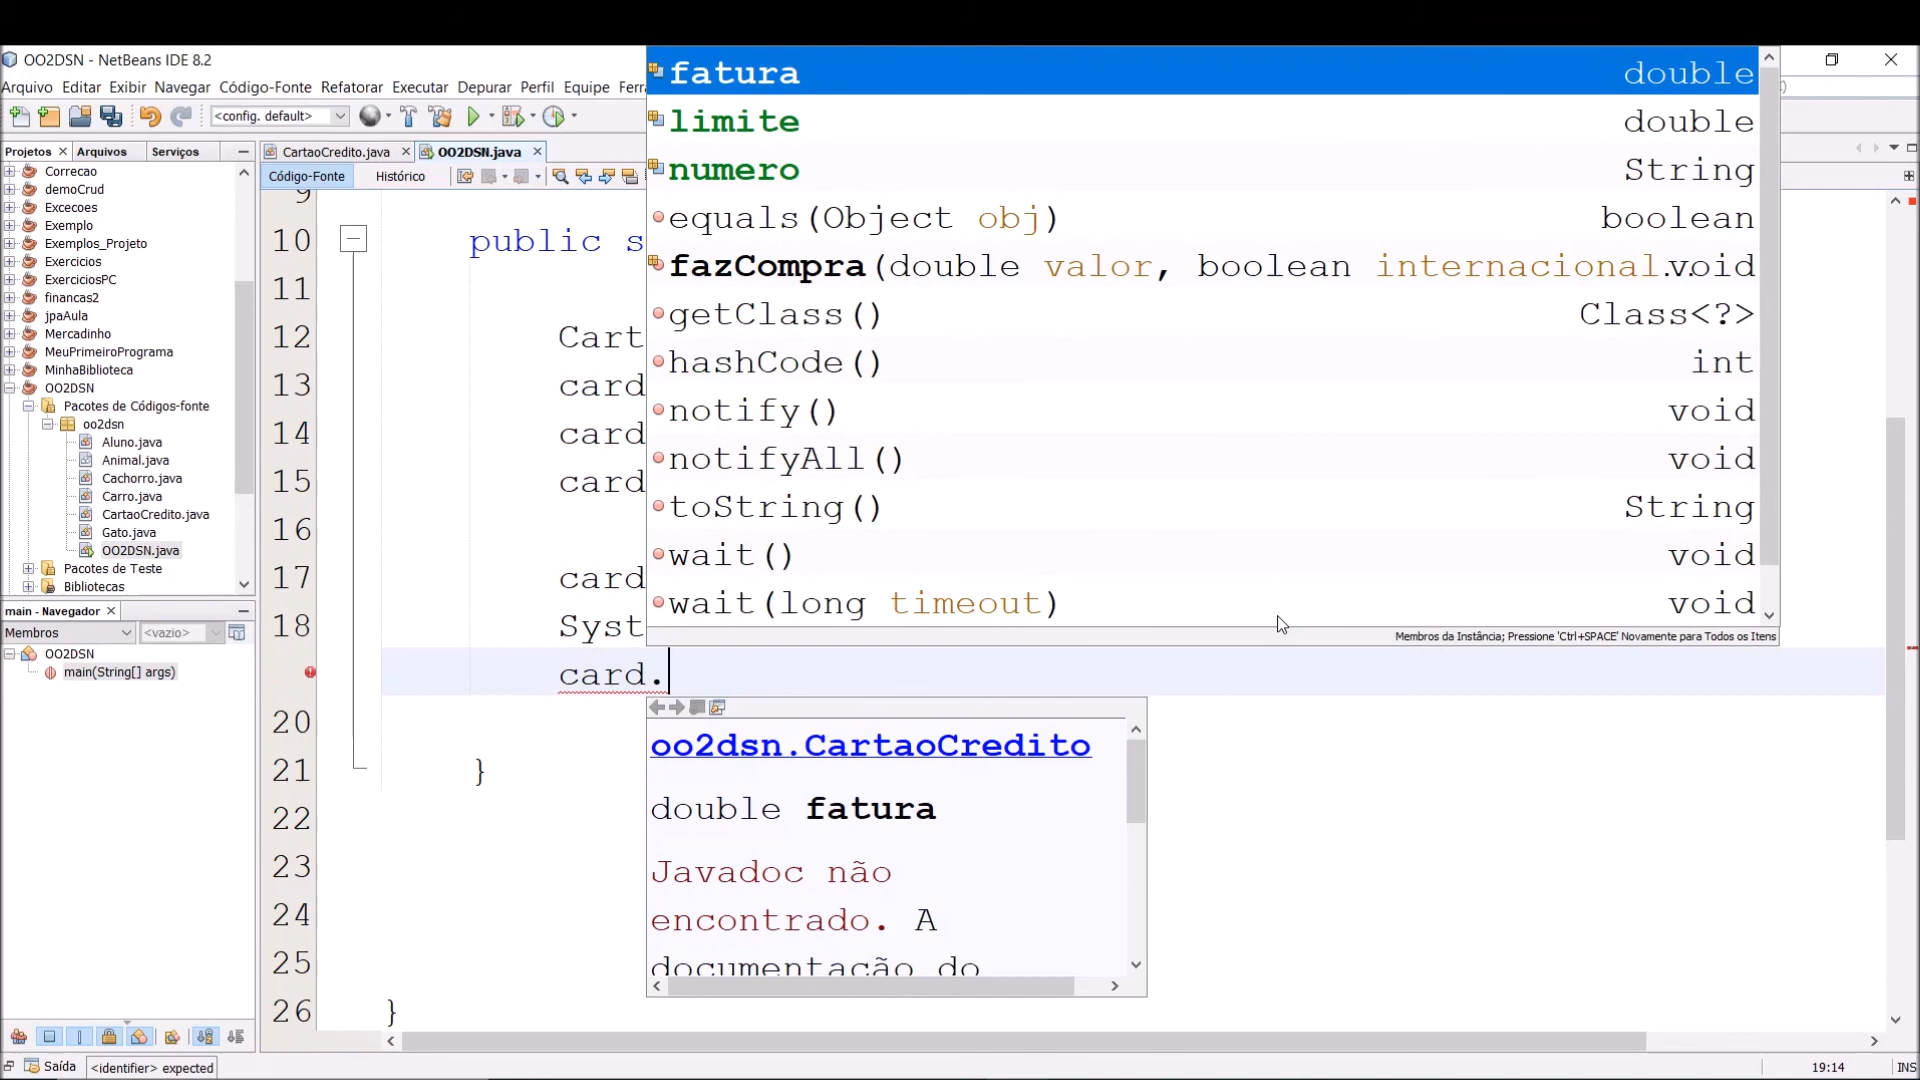 OO2DSN - NetBeans IDE 8.2
Arquivo Editar Exibir Navegar Código-Fonte Refatorar Executar Depurar Perfil Equipe
<config. default>
Projetos Arquivos Serviços
CartaoCredito.java OO2DSN.java
Código-Fonte Histórico
Correcao
demoCrud
Excecoes
Exemplo
Exemplos_Projeto
Exercicios
ExerciciosPC
financas2
jpaAula
Mercadinho
MeuPrimeiroPrograma
MinhaBiblioteca
OO2DSN
Pacotes de Códigos-fonte
oo2dsn
Aluno.java
Animal.java
Cachorro.java
Carro.java
CartaoCredito.java
Gato.java
OO2DSN.java
Pacotes de Teste
Bibliotecas
main - Navegador
Membros <vazio>
OO2DSN
main(String[] args)
9
10 public s
11
12 Cart
13 card
14 card
15 card
16
17 card
18 Syst
card.
20
21 }
22
23
24
25
26 }
fatura double
limite double
numero String
equals(Object obj) boolean
fazCompra(double valor, boolean internacional.. void
getClass() Class<?>
hashCode() int
notify() void
notifyAll() void
toString() String
wait() void
wait(long timeout) void
Membros da Instância; Pressione 'Ctrl+SPACE' Novamente para Todos os Itens
oo2dsn.CartaoCredito
double fatura
Javadoc não
encontrado. A
documentação do
Saída <identifier> expected
19:14 INS